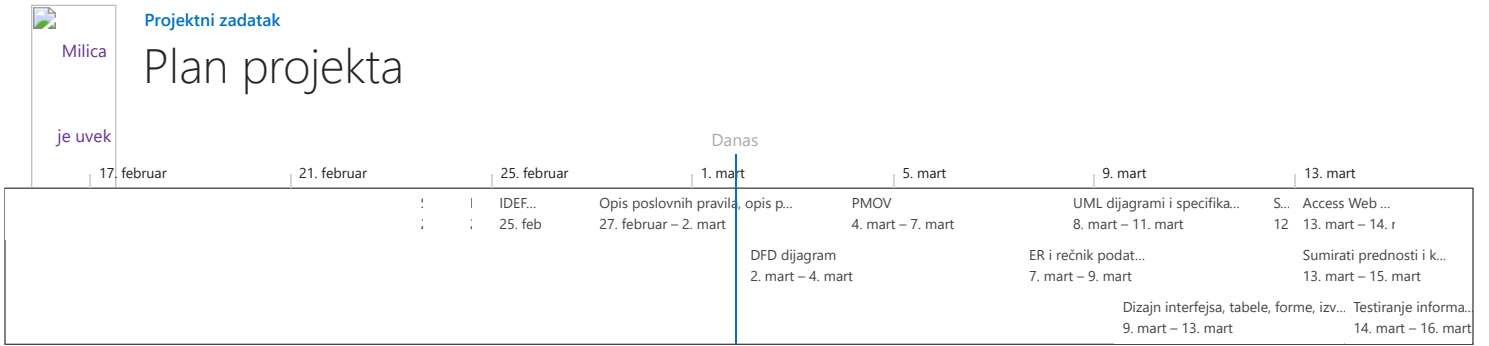 Projektni zadatak
Milica
Plan projekta
je uvek
Danas
17. februar 21. februar 25. februar 1. mart 5. mart 9. mart 13. mart
IDEF... Opis poslovnih pravila, opis p... PMOV UML dijagrami i specifika... S... Access Web ...
25. feb 27. februar – 2. mart 4. mart – 7. mart 8. mart – 11. mart 12 13. mart – 14.
DFD dijagram ER i rečnik podat... Sumirati prednosti i k...
2. mart – 4. mart 7. mart – 9. mart 13. mart – 15. mart
Dizajn interfejsa, tabele, forme, izv... Testiranje informa...
9. mart – 13. mart 14. mart – 16. mart